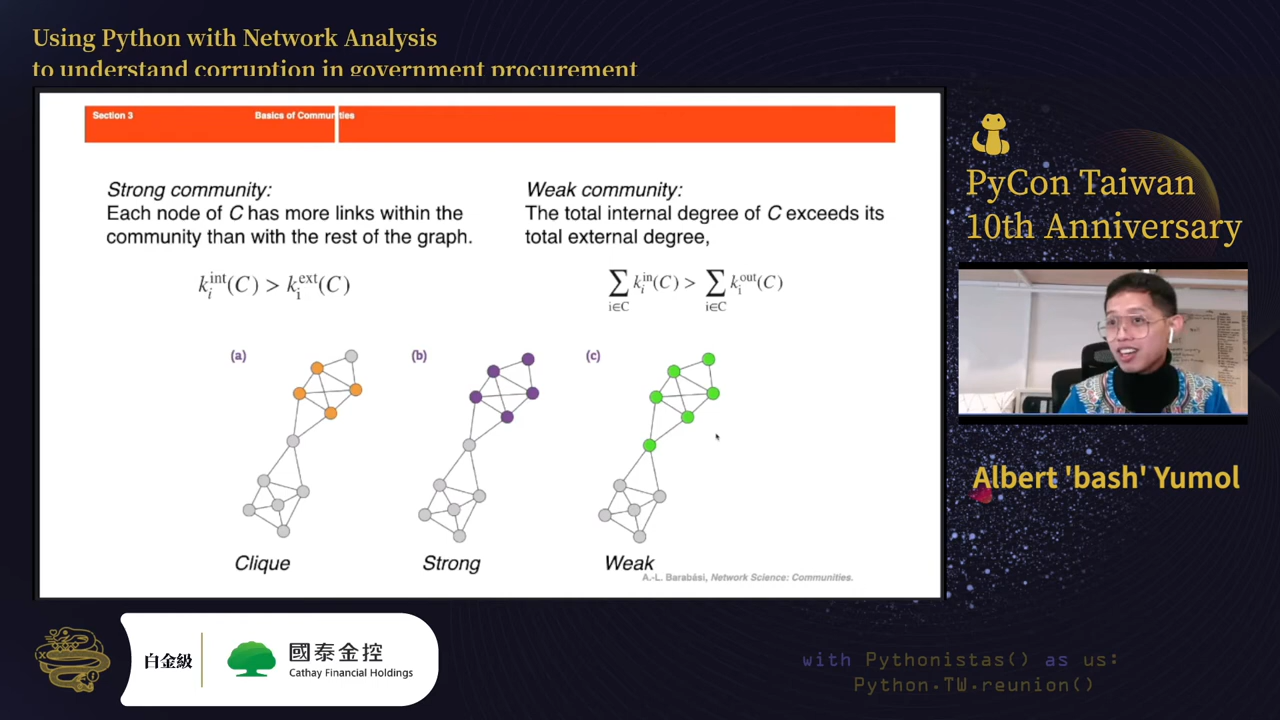 Using Python with Network Analysis
to understand corruption in government procurement
Section 3
Basics of Communities
Strong community:
Each node of C has more links within the
community than with the rest of the graph.
k_i^int(C) > k_i^ext(C)
Weak community:
The total internal degree of C exceeds its
total external degree,
∑_{i∈C} k_i^in(C) > ∑_{i∈C} k_i^out(C)
(a)
(b)
(c)
Clique
Strong
Weak
A.-L. Barabási, Network Science: Communities.
PyCon Taiwan
10th Anniversary
Albert 'bash' Yumol
白金級
國泰金控
Cathay Financial Holdings
with Pythonistas() as us:
Python.TW.reunion()